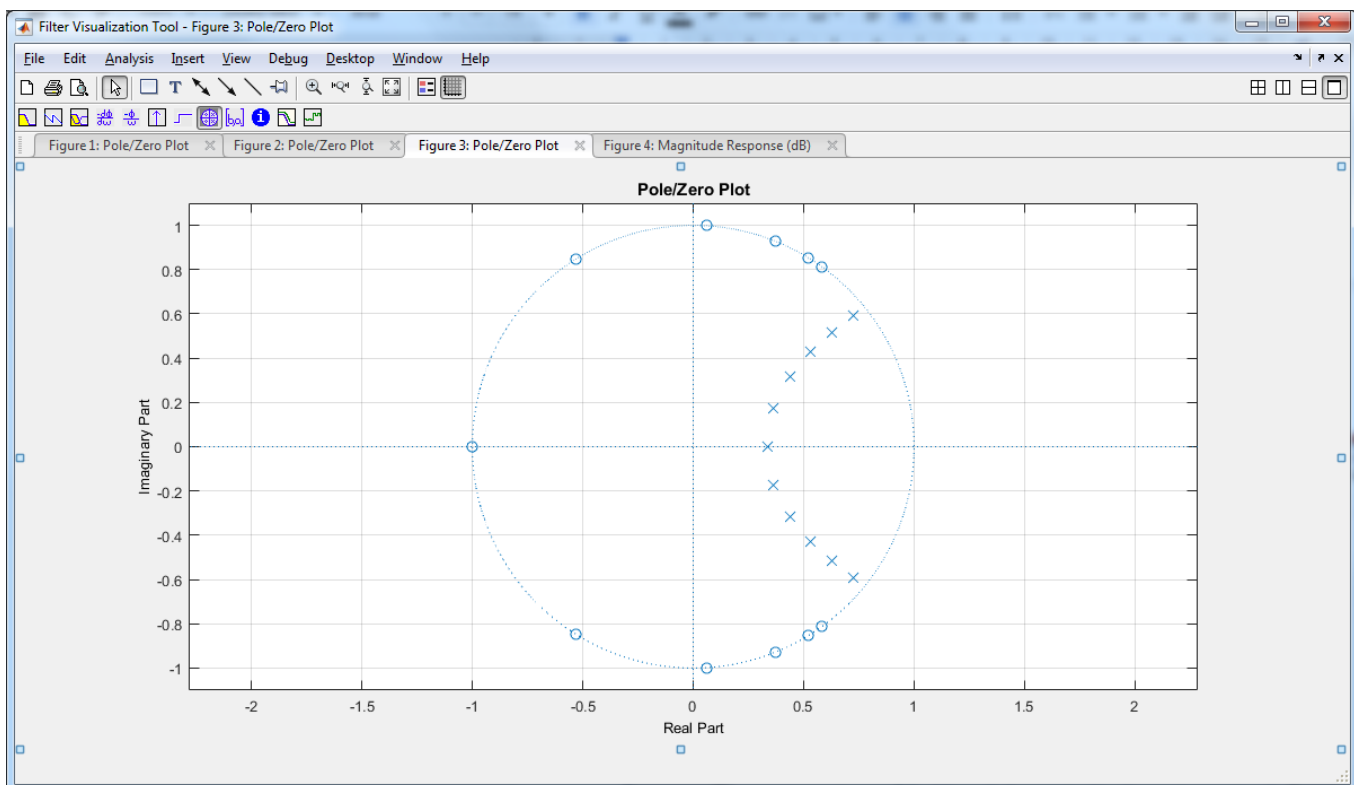 Filter Visualization Tool - Figure 3: Pole/Zero Plot
File Edit Analysis Insert View Debug Desktop Window Help
Figure 1: Pole/Zero Plot Figure 2: Pole/Zero Plot Figure 3: Pole/Zero Plot Figure 4: Magnitude Response (dB)
Pole/Zero Plot
1
0.8
0.6
0.4
0.2
0
-0.2
-0.4
-0.6
-0.8
-1
Imaginary Part
-2 -1.5 -1 -0.5 0 0.5 1 1.5 2
Real Part